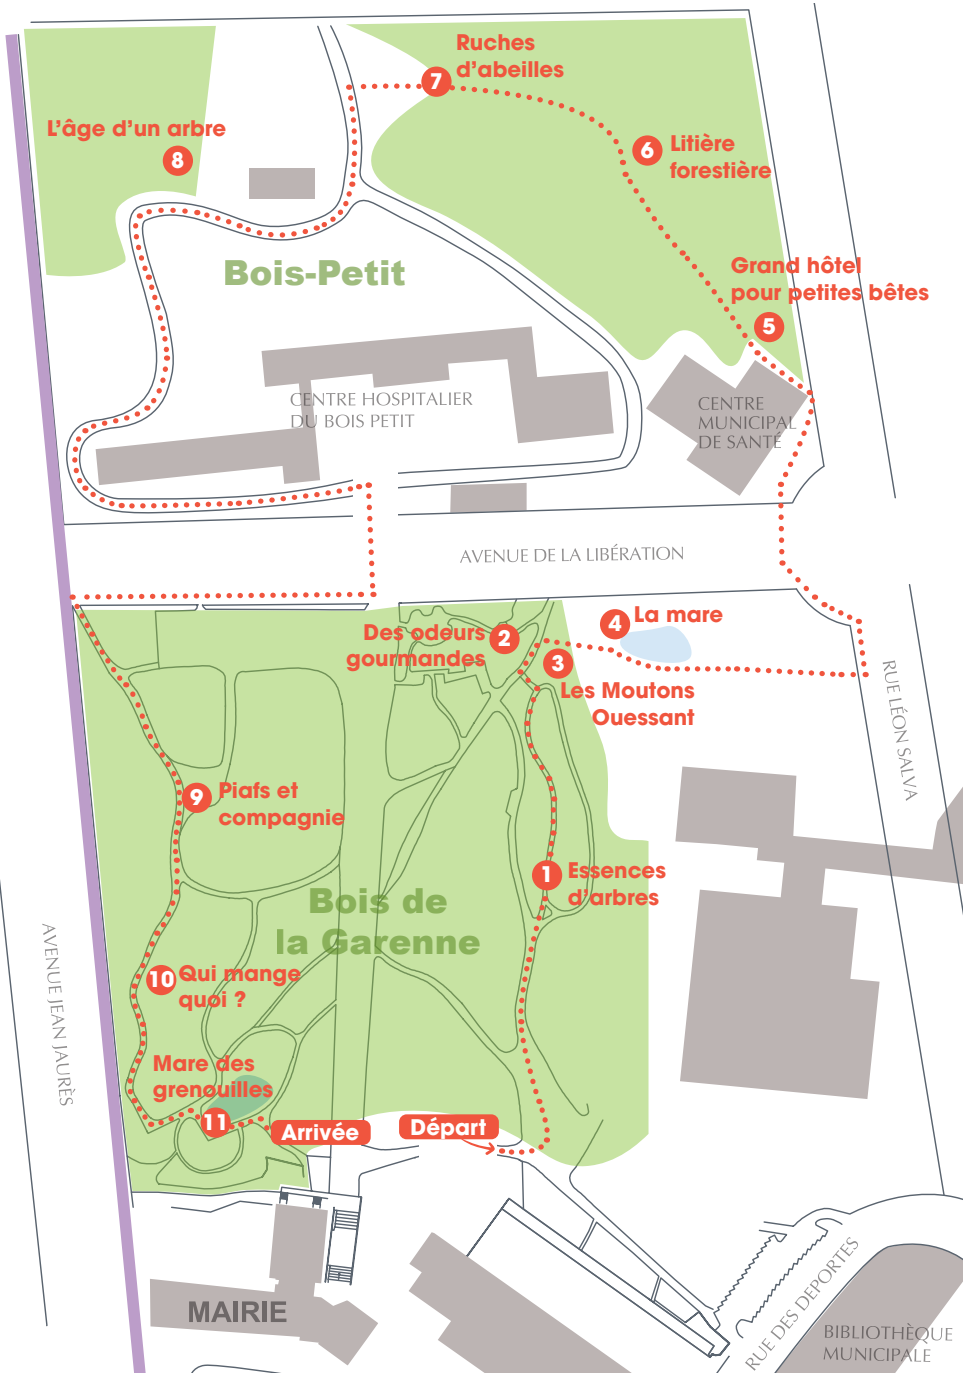 7
Ruches
d’abeilles
L’âge d’un arbre
8
6
Litière
forestière
Bois-Petit
Grand hôtel
pour petites bêtes
5
CENTRE HOSPITALIER
DU BOIS PETIT
CENTRE
MUNICIPAL
DE SANTÉ
AVENUE DE LA LIBÉRATION
4
La mare
Des odeurs
gourmandes
2
3
Les Moutons
Ouessant
RUE LÉON SALVA
9
Piafs et
compagnie
1
Essences
d’arbres
Bois de
la Garenne
AVENUE JEAN JAURÈS
10
Qui mange
quoi ?
Mare des
grenouilles
11
Arrivée
Départ
MAIRIE
RUE DES DEPORTES
BIBLIOTHÈQUE
MUNICIPALE